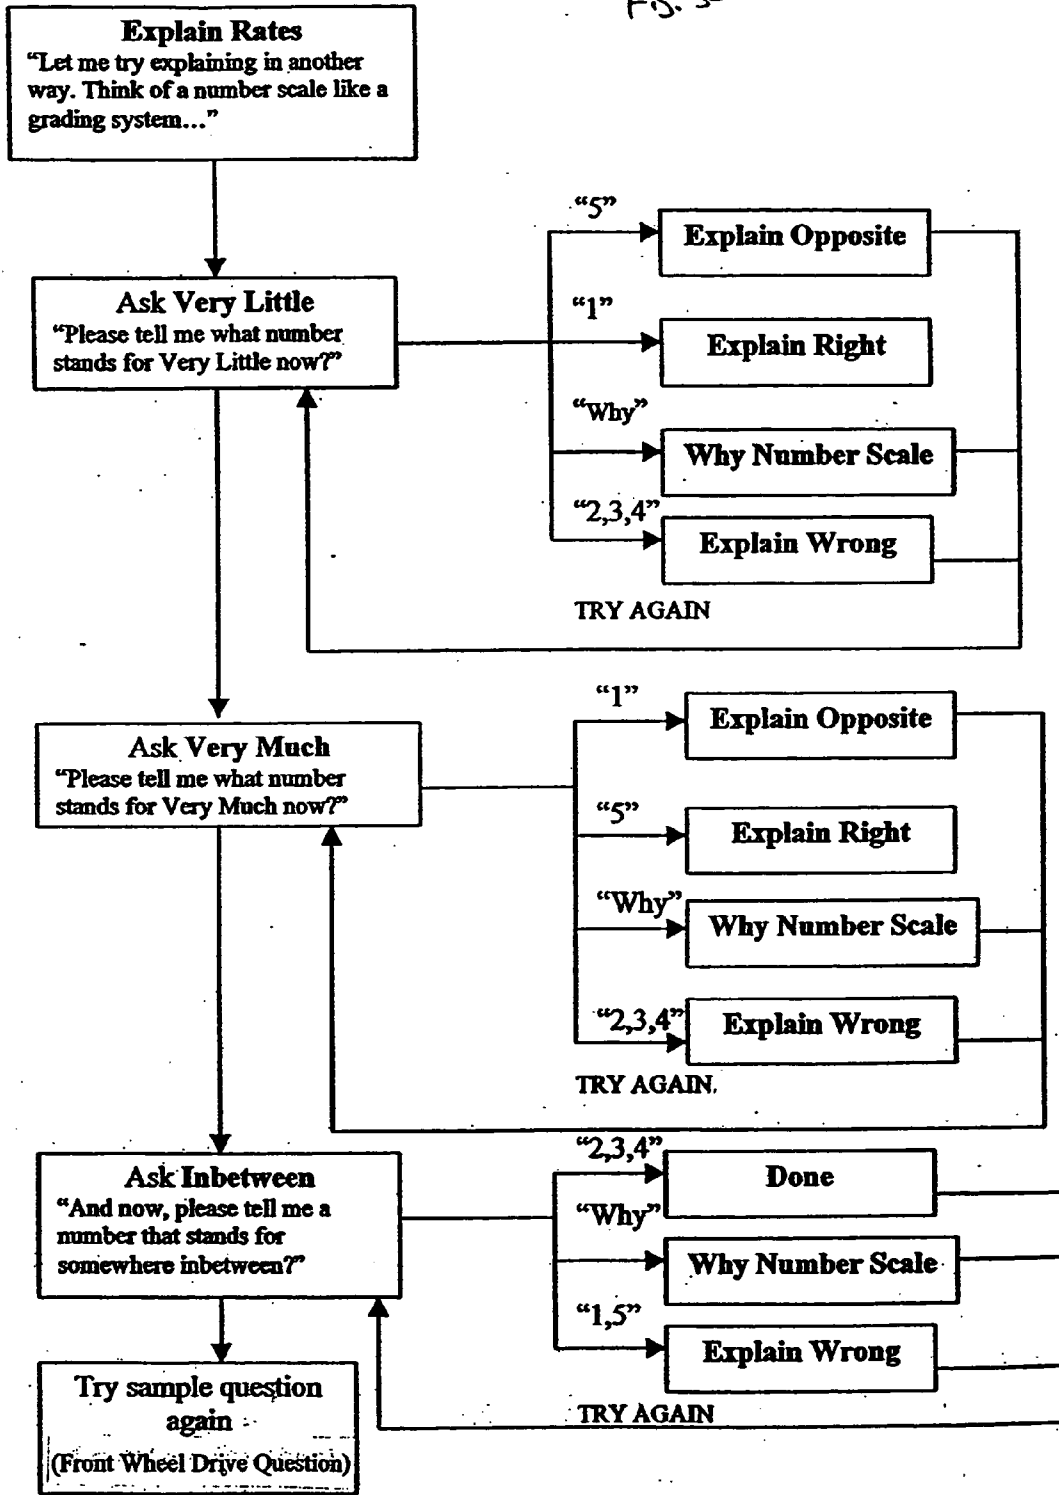 Explain Rates
“Let me try explaining in another
way. Think of a number scale like a
grading system...”
Ask Very Little
“Please tell me what number
stands for Very Little now?”
“5”
Explain Opposite
“1”
Explain Right
“Why”
Why Number Scale
“2,3,4”
Explain Wrong
TRY AGAIN
Ask Very Much
“Please tell me what number
stands for Very Much now?”
“1”
Explain Opposite
“5”
Explain Right
“Why”
Why Number Scale
“2,3,4”
Explain Wrong
TRY AGAIN
Ask Inbetween
“And now, please tell me a
number that stands for
somewhere inbetween?”
“2,3,4”
Done
“Why”
Why Number Scale
“1,5”
Explain Wrong
TRY AGAIN
Try sample question
again
(Front Wheel Drive Question)